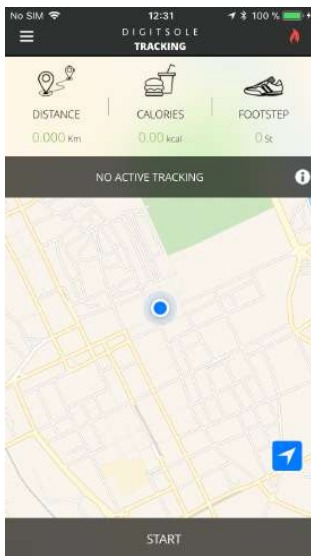 No SIM 12:31 100 %
DIGITSOLE
TRACKING
DISTANCE CALORIES FOOTSTEP
0.000 Km 0.00 kcal 0 St
NO ACTIVE TRACKING
START